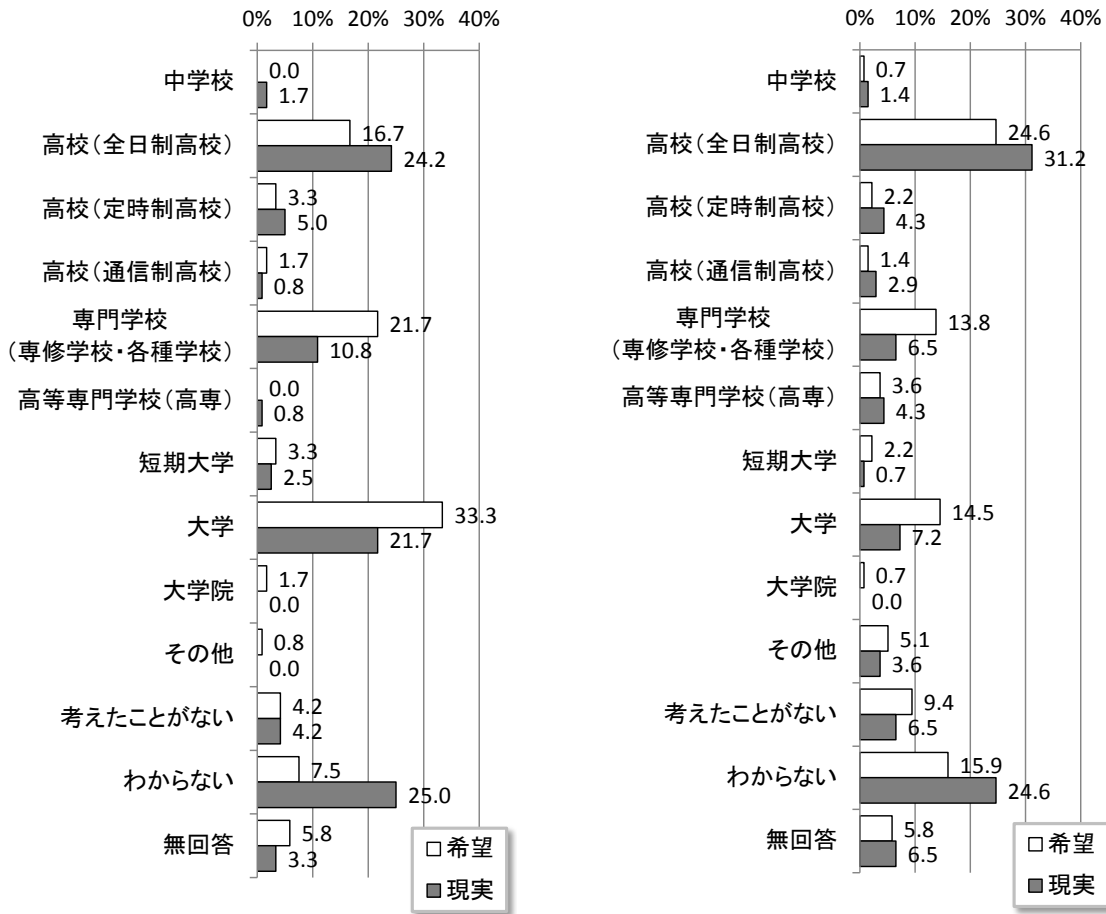 0% 10% 20% 30% 40%
中学校 0.0
1.7
高校(全日制高校) 16.7
24.2
高校(定時制高校) 3.3
5.0
高校(通信制高校) 1.7
0.8
専門学校
(専修学校・各種学校) 21.7
10.8
高等専門学校(高専) 0.0
0.8
短期大学 3.3
2.5
大学 33.3
21.7
大学院 1.7
0.0
その他 0.8
0.0
考えたことがない 4.2
4.2
わからない 7.5
25.0
無回答 5.8
3.3
希望
現実
0% 10% 20% 30% 40%
中学校 0.7
1.4
高校(全日制高校) 24.6
31.2
高校(定時制高校) 2.2
4.3
高校(通信制高校) 1.4
2.9
専門学校
(専修学校・各種学校) 13.8
6.5
高等専門学校(高専) 3.6
4.3
短期大学 2.2
0.7
大学 14.5
7.2
大学院 0.7
0.0
その他 5.1
3.6
考えたことがない 9.4
6.5
わからない 15.9
24.6
無回答 5.8
6.5
希望
現実